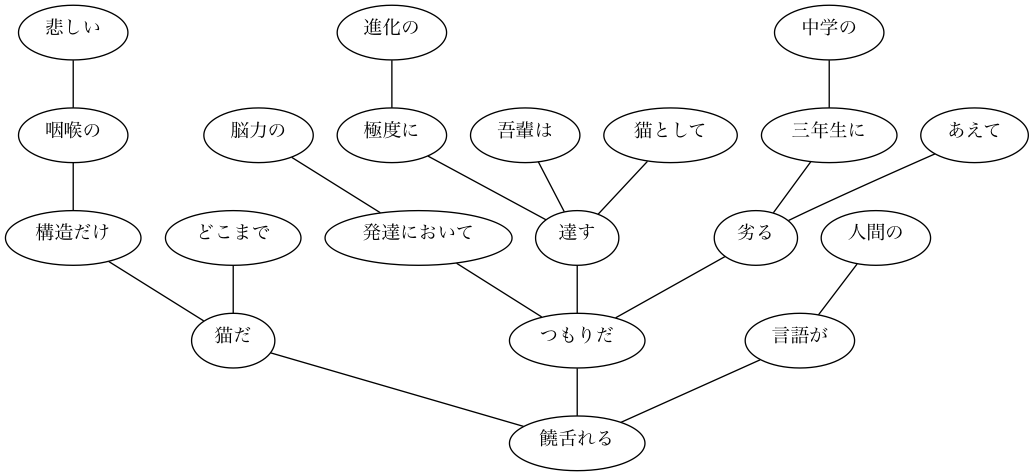 悲しい
進化の
中学の
咽喉の
脳力の
極度に
吾輩は
猫として
三年生に
あえて
構造だけ
どこまで
発達において
達す
劣る
人間の
猫だ
つもりだ
言語が
饒舌れる